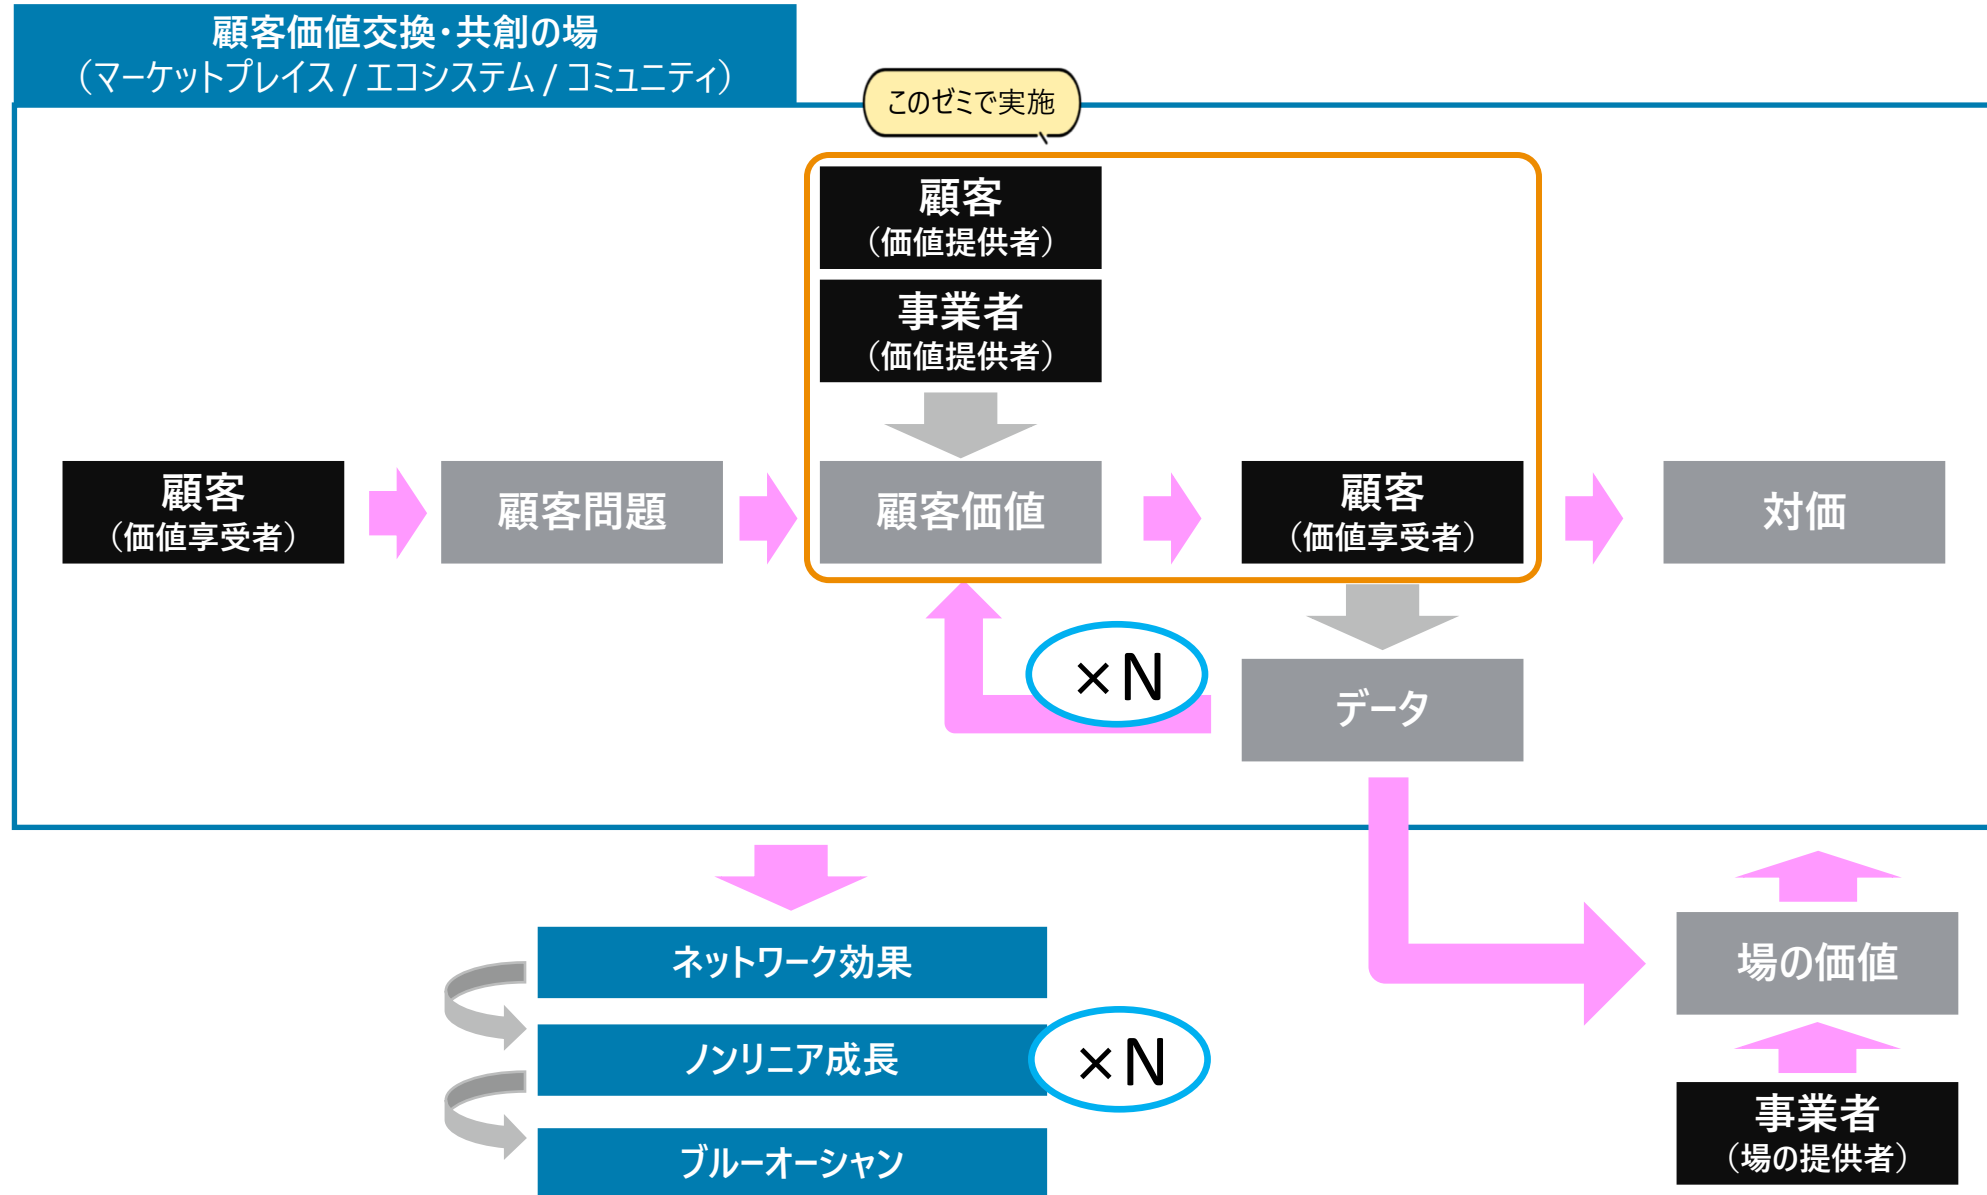 顧客価値交換・共創の場
（マーケットプレイス / エコシステム / コミュニティ）
このゼミで実施
顧客
（価値提供者）
事業者
（価値提供者）
顧客
（価値享受者）
顧客問題
顧客価値
顧客
（価値享受者）
対価
×N
データ
ネットワーク効果
ノンリニア成長
×N
ブルーオーシャン
場の価値
事業者
（場の提供者）